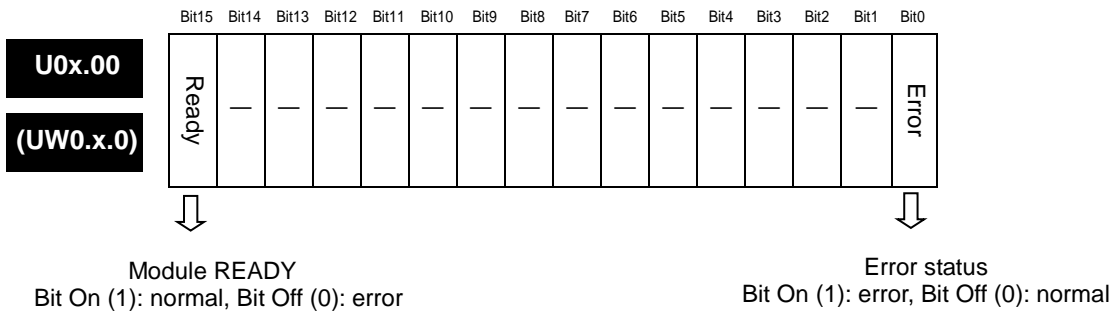 Bit15 Bit14 Bit13 Bit12 Bit11 Bit10 Bit9 Bit8 Bit7 Bit6 Bit5 Bit4 Bit3 Bit2 Bit1 Bit0
U0x.00
(UW0.x.0)
Ready — — — — — — — — — — — — — — Error
Module READY
Bit On (1): normal, Bit Off (0): error
Error status
Bit On (1): error, Bit Off (0): normal